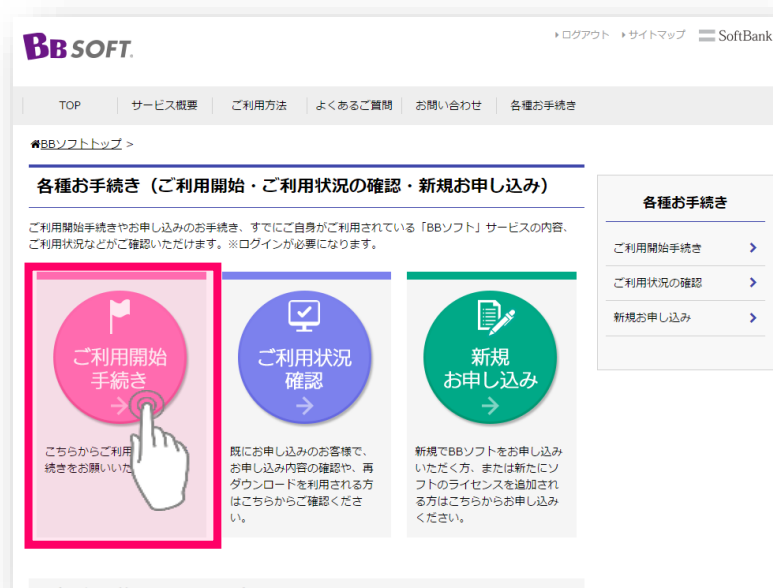 BB SOFT.
ログアウト サイトマップ SoftBank
TOP サービス概要 ご利用方法 よくあるご質問 お問い合わせ 各種お手続き
BBソフトトップ >
各種お手続き（ご利用開始・ご利用状況の確認・新規お申し込み）
ご利用開始手続きやお申し込みのお手続き、すでにご自身がご利用されている「BBソフト」サービスの内容、
ご利用状況などがご確認いただけます。※ログインが必要になります。
ご利用開始
手続き
こちらからご利用
続きをお願いいた
ご利用状況
確認
既にお申し込みのお客様で、
お申し込み内容の確認や、再
ダウンロードを利用される方
はこちらからご確認くださ
い。
新規
お申し込み
新規でBBソフトをお申し込み
いただく方、または新たにソ
フトのライセンスを追加され
る方はこちらからお申し込み
ください。
各種お手続き
ご利用開始手続き
ご利用状況の確認
新規お申し込み